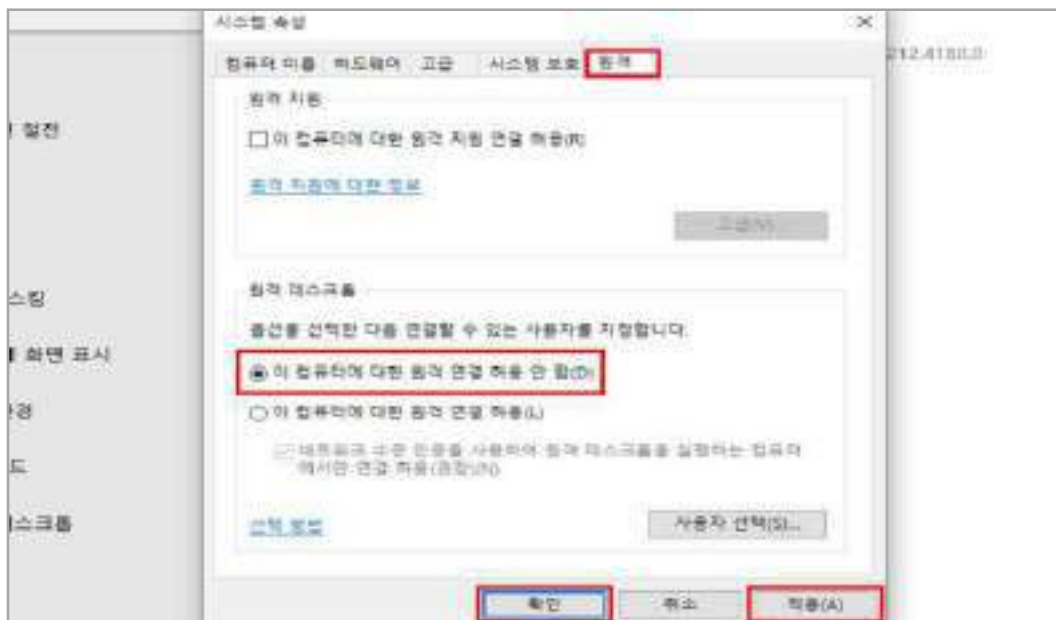 시스템 속성
212.4180.0
컴퓨터 이름 하드웨어 고급 시스템 보호 원격
원격 지원
이 컴퓨터에 대한 원격 지원 연결 허용(R)
원격 지원에 대한 정보
고급(V)...
및 절전
원격 데스크톱
스킹
옵션을 선택한 다음 연결할 수 있는 사용자를 지정합니다.
화면 표시
이 컴퓨터에 대한 원격 연결 허용 안 함(D)
이 컴퓨터에 대한 원격 연결 허용(L)
네트워크 수준 인증을 사용하여 원격 데스크톱을 실행하는 컴퓨터
에서만 연결 허용(권장)(N)
드
스크톱
선택 방법
사용자 선택(S)...
확인 취소 적용(A)